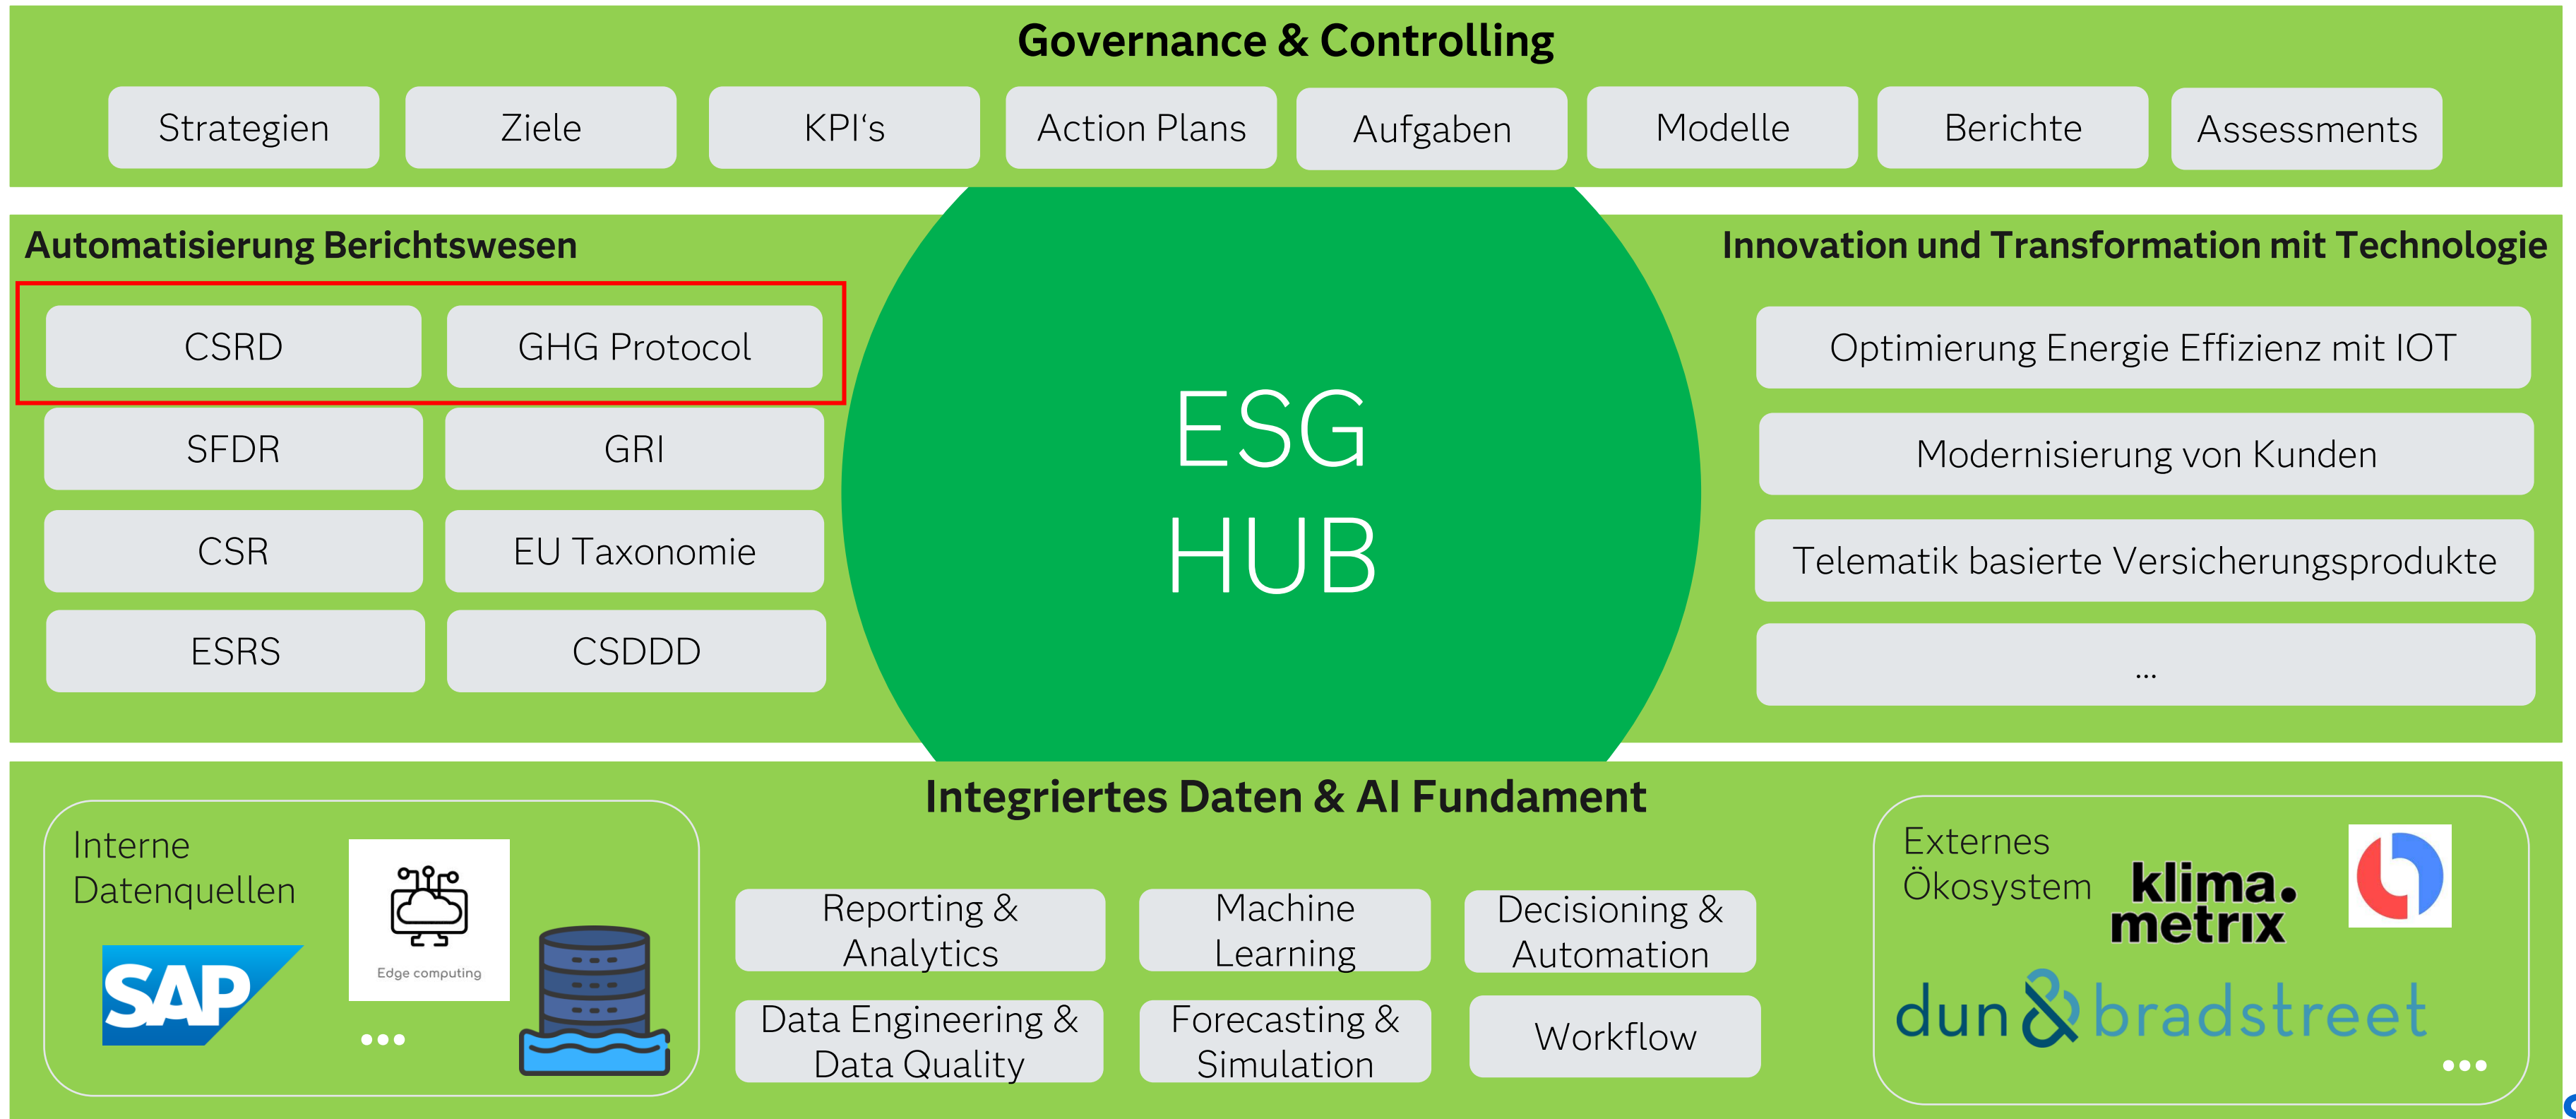 Governance & Controlling
Strategien
Ziele
KPI‘s
Action Plans
Aufgaben
Modelle
Berichte
Assessments
Automatisierung Berichtswesen
CSRD
GHG Protocol
SFDR
GRI
CSR
EU Taxonomie
ESRS
CSDDD
ESG
HUB
Innovation und Transformation mit Technologie
Optimierung Energie Effizienz mit IOT
Modernisierung von Kunden
Telematik basierte Versicherungsprodukte
...
Integriertes Daten & AI Fundament
Interne
Datenquellen
SAP
Edge computing
Reporting &
Analytics
Machine
Learning
Decisioning &
Automation
Data Engineering &
Data Quality
Forecasting &
Simulation
Workflow
Externes
Ökosystem
klima.
metrix
dun & bradstreet